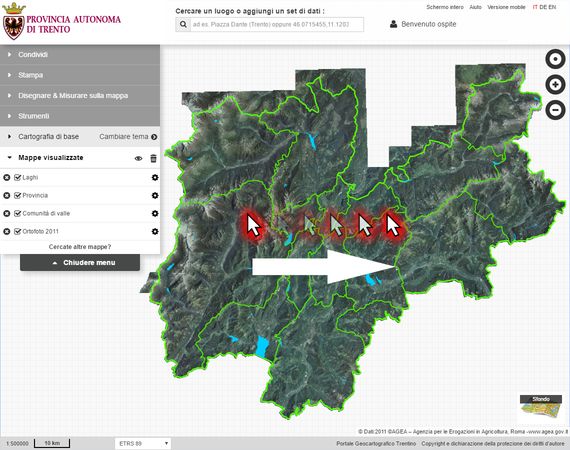 PROVINCIA AUTONOMA
DI TRENTO
Cercare un luogo o aggiungi un set di dati :
ad es. Piazza Dante (Trento) oppure 46.0715455,11.1202
Schermo intero Aiuto Versione mobile IT DE EN
Benvenuto ospite
Condividi
Stampa
Disegnare & Misurare sulla mappa
Strumenti
Cartografia di base Cambiare tema
Mappe visualizzate
Laghi
Provincia
Comunità di valle
Ortofoto 2011
Cercate altre mappe?
Chiudere menu
Sfondo
© Dati:2011 ©AGEA – Agenzia per le Erogazioni in Agricoltura, Roma -www.agea.gov.it
1:500000 10 km ETRS 89 Portale Geocartografico Trentino Copyright e dichiarazione della protezione dei diritti d'autore